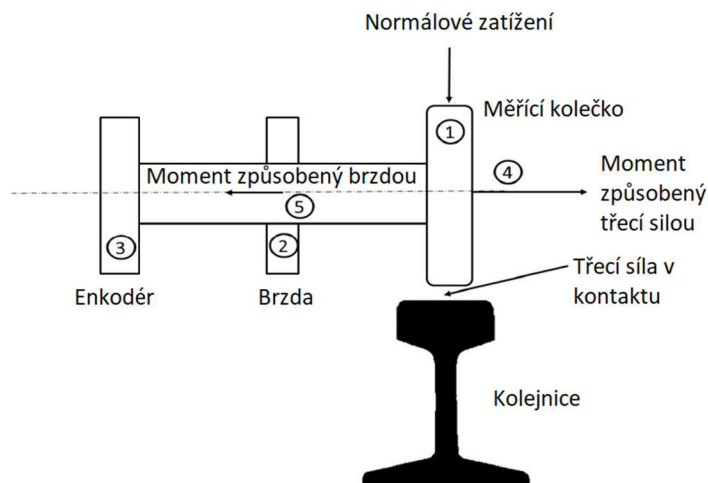 Normálové zatížení
Měřící kolečko
1
4
Moment
způsobený
třecí silou
Moment způsobený brzdou
5
3
2
Třecí síla v
kontaktu
Enkodér
Brzda
Kolejnice